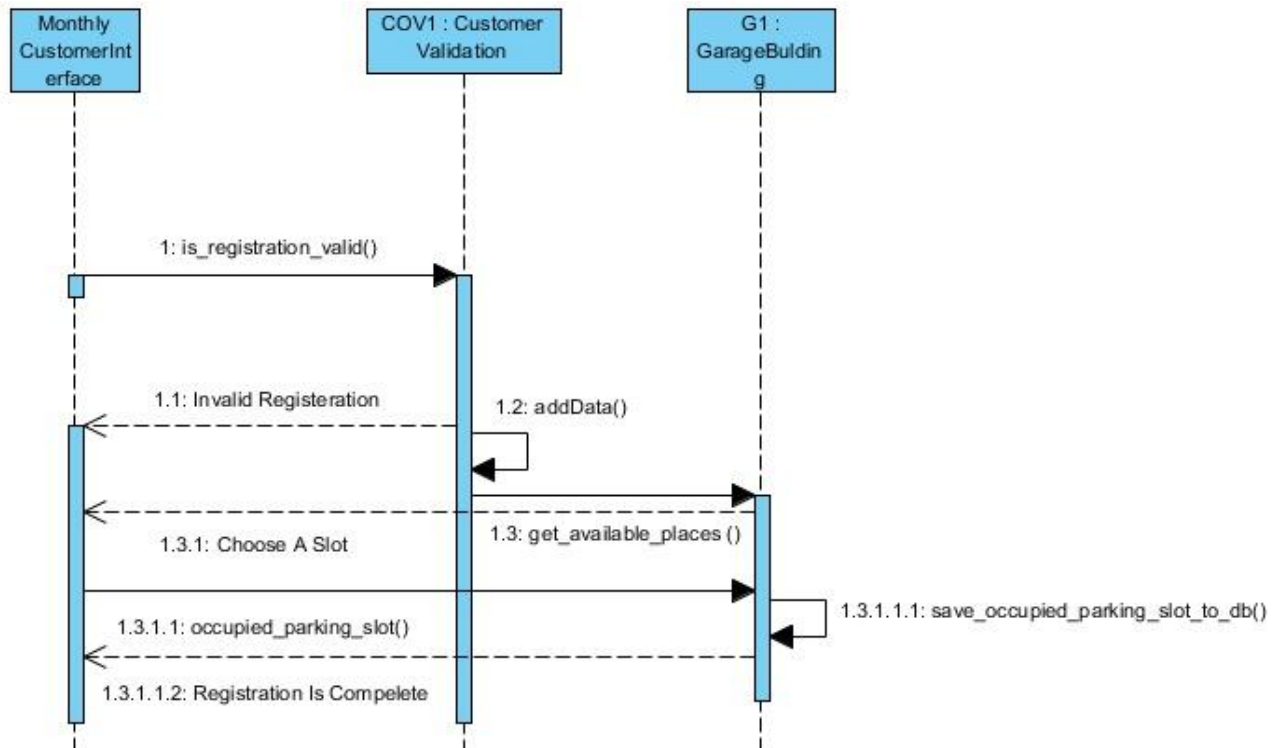 Monthly
CustomerInt
erface
COV1 : Customer
Validation
G1 :
GarageBuldin
g
1: is_registration_valid()
1.1: Invalid Registeration
1.2: addData()
1.3: get_available_places ()
1.3.1: Choose A Slot
1.3.1.1.1: save_occupied_parking_slot_to_db()
1.3.1.1: occupied_parking_slot()
1.3.1.1.2: Registration Is Compelete